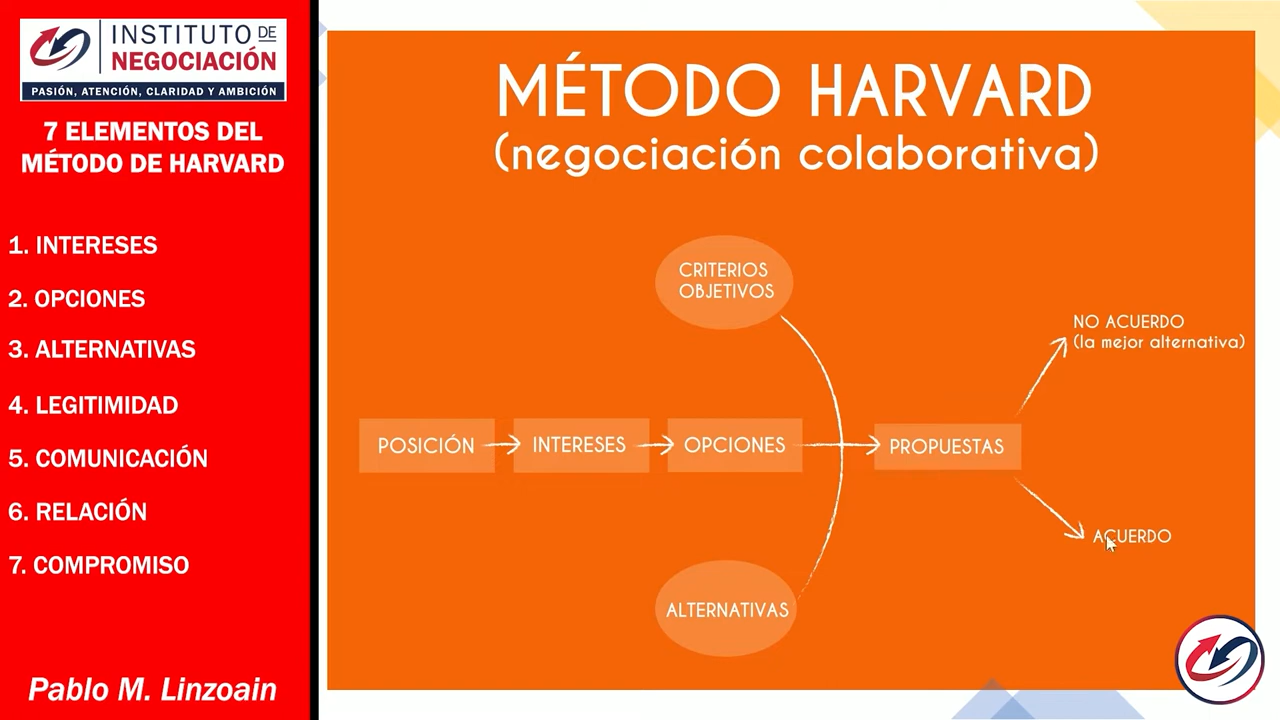 INSTITUTO DE
NEGOCIACIÓN
PASIÓN, ATENCIÓN, CLARIDAD Y AMBICIÓN
7 ELEMENTOS DEL
MÉTODO DE HARVARD
1. INTERESES
2. OPCIONES
3. ALTERNATIVAS
4. LEGITIMIDAD
5. COMUNICACIÓN
6. RELACIÓN
7. COMPROMISO
Pablo M. Linzoain
MÉTODO HARVARD
(negociación colaborativa)
CRITERIOS
OBJETIVOS
NO ACUERDO
(la mejor alternativa)
POSICIÓN
INTERESES
OPCIONES
PROPUESTAS
ACUERDO
ALTERNATIVAS